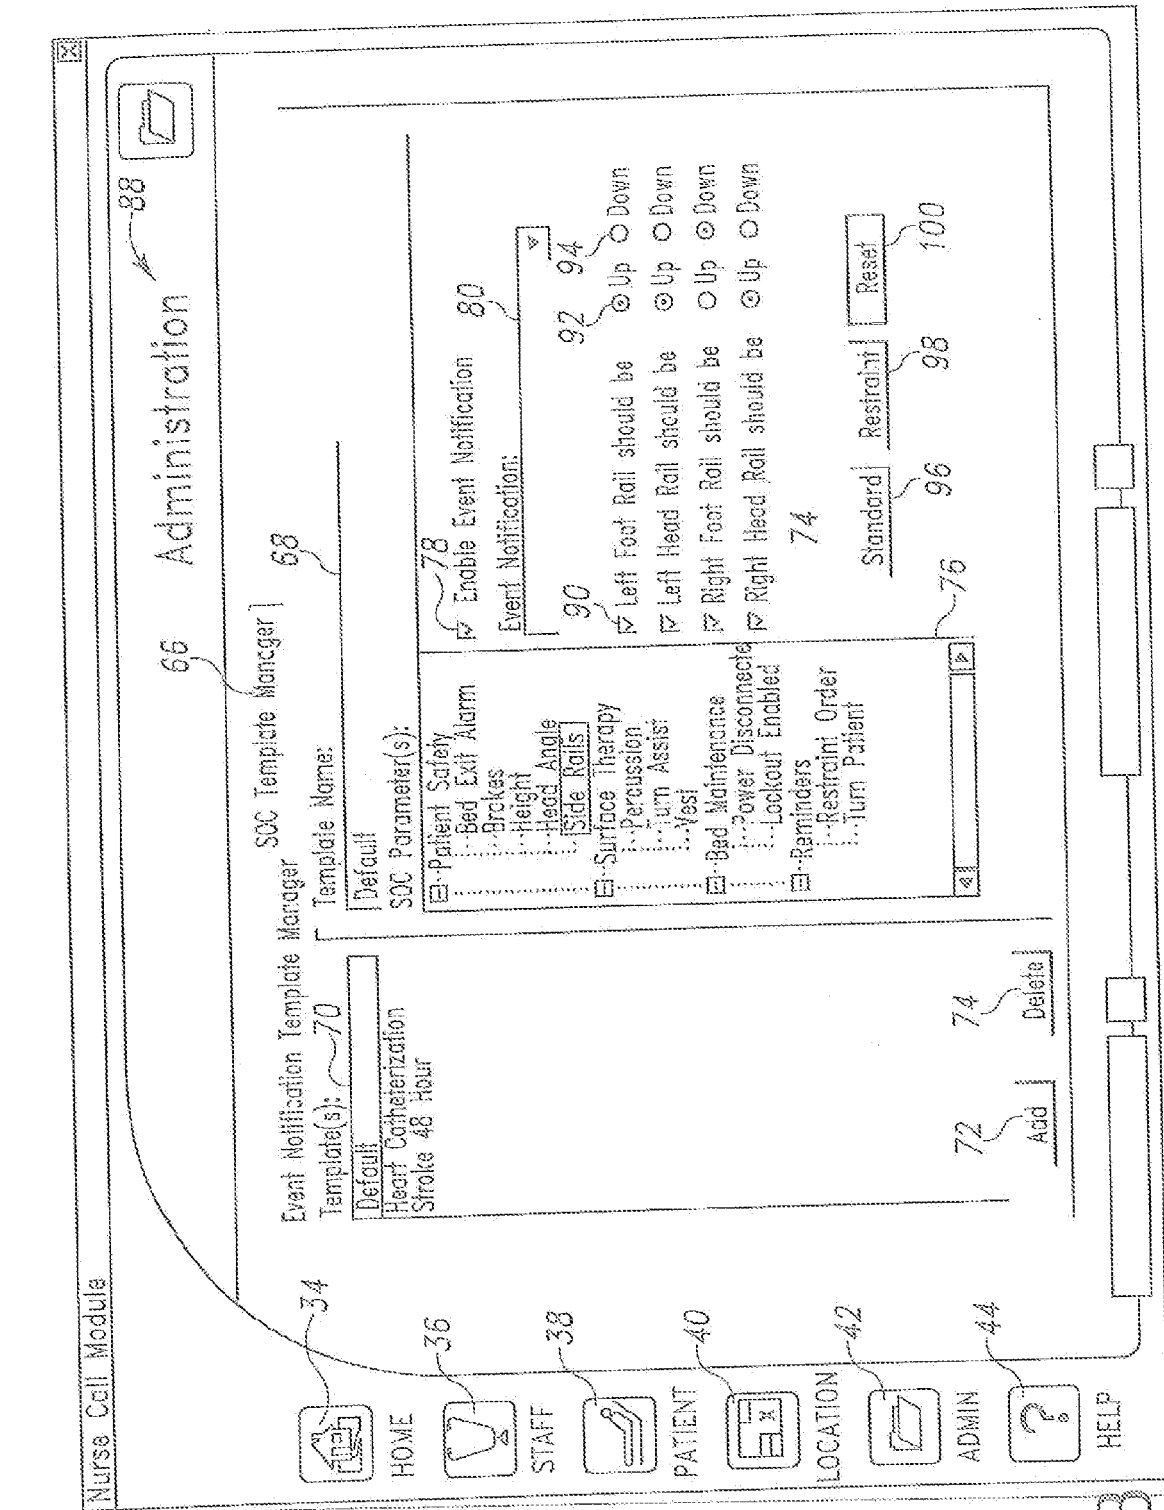 Nurse Call Module
Administration
88
66
Event Notification Template Manager
SOC Template Manager
Template(s):
70
Default
Heart Catheterization
Stroke 48 Hour
72
Add
74
Delete
Template Name:
68
Default
SOC Parameter(s):
Patient Safety
Bed Exit Alarm
Brakes
Height
Head Angle
Side Rails
Surface Therapy
Percussion
Turn Assist
Vest
Bed Maintenance
Power Disconnecte
Lockout Enabled
Reminders
Restraint Order
Turn Patient
76
78
Enable Event Notification
Event Notification:
80
90
92
94
Left Foot Rail should be Up Down
Left Head Rail should be Up Down
Right Foot Rail should be Up Down
Right Head Rail should be Up Down
74
Standard Restraint Reset
96 98 100
34
HOME
36
STAFF
38
PATIENT
40
LOCATION
42
ADMIN
44
HELP